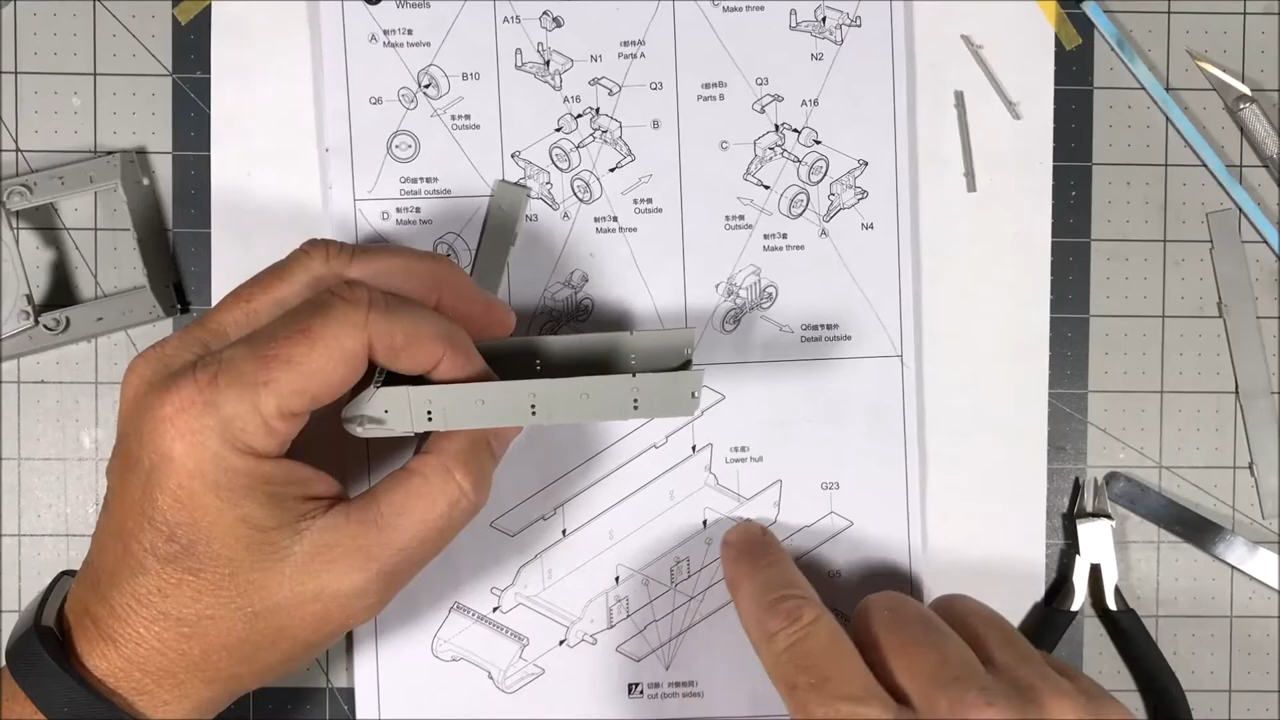 Wheels
A
制作12套
Make twelve
B10
Q6
车外侧
Outside
Q6细节朝外
Detail outside
D
制作2套
Make two
A15
N1
《部件A》
Parts A
Q3
A16
B
N3
A
车外侧
Outside
制作3套
Make three
C
Make three
N2
《部件B》
Parts B
Q3
A16
C
车外侧
Outside
制作3套
Make three
A
N4
Q6细节朝外
Detail outside
《车底》
Lower hull
G23
G5
切除( 对侧相同)
cut (both sides)